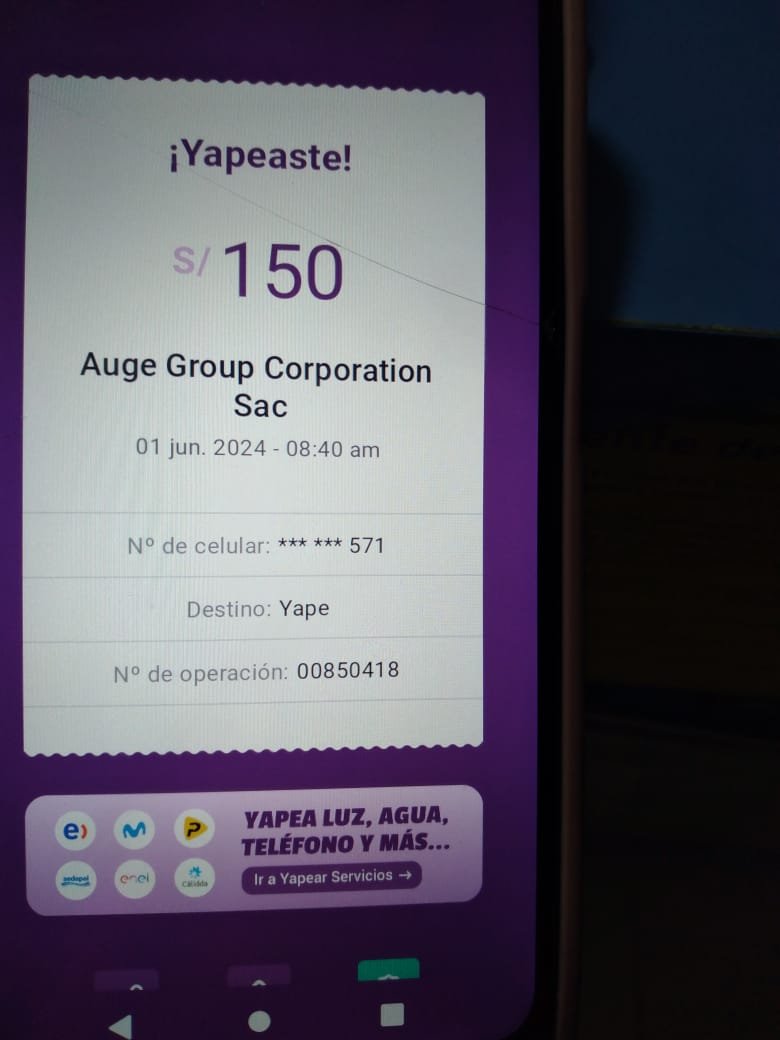 ¡Yapeaste!
S/ 150
Auge Group Corporation
Sac
01 jun. 2024 - 08:40 am
Nº de celular: *** *** 571
Destino: Yape
Nº de operación: 00850418
YAPEA LUZ, AGUA,
TELÉFONO Y MÁS...
Ir a Yapear Servicios →
e)
P
sedapal
enel
Cálidda